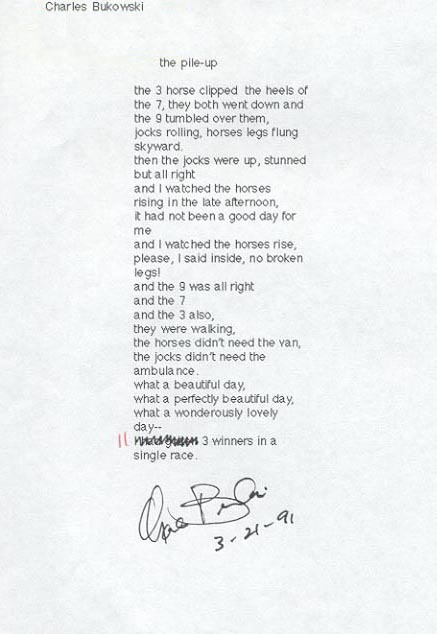 Charles Bukowski
the pile-up
the 3 horse clipped the heels of
the 7, they both went down and
the 9 tumbled over them,
jocks rolling, horses legs flung
skyward.
then the jocks were up, stunned
but all right
and I watched the horses
rising in the late afternoon,
it had not been a good day for
me
and I watched the horses rise,
please, I said inside, no broken
legs!
and the 9 was all right
and the 7
and the 3 also,
they were walking,
the horses didn't need the van,
the jocks didn't need the
ambulance.
what a beautiful day,
what a perfectly beautiful day,
what a wonderously lovely
day--
3 winners in a
single race.
3-21-91